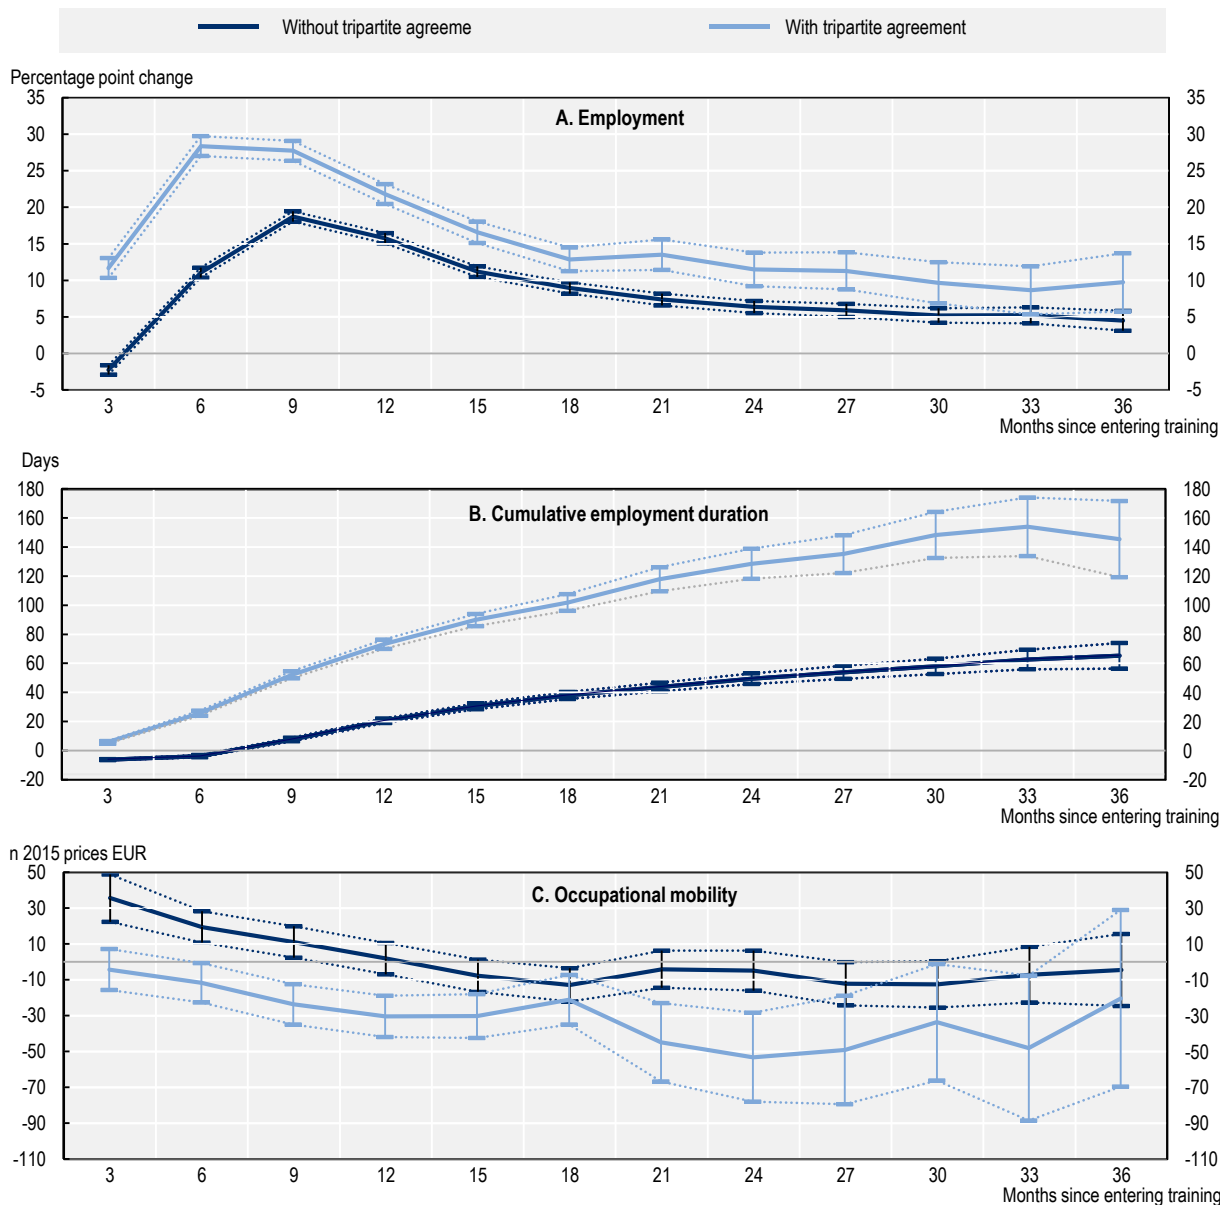 Without tripartite agreeme
With tripartite agreement
Percentage point change
A. Employment
35 35
30 30
25 25
20 20
15 15
10 10
5 5
0 0
-5 -5
3 6 9 12 15 18 21 24 27 30 33 36
Months since entering training
Days
B. Cumulative employment duration
180 180
160 160
140 140
120 120
100 100
80 80
60 60
40 40
20 20
0 0
-20 -20
3 6 9 12 15 18 21 24 27 30 33 36
Months since entering training
n 2015 prices EUR
C. Occupational mobility
50 50
30 30
10 10
-10 -10
-30 -30
-50 -50
-70 -70
-90 -90
-110 -110
3 6 9 12 15 18 21 24 27 30 33 36
Months since entering training